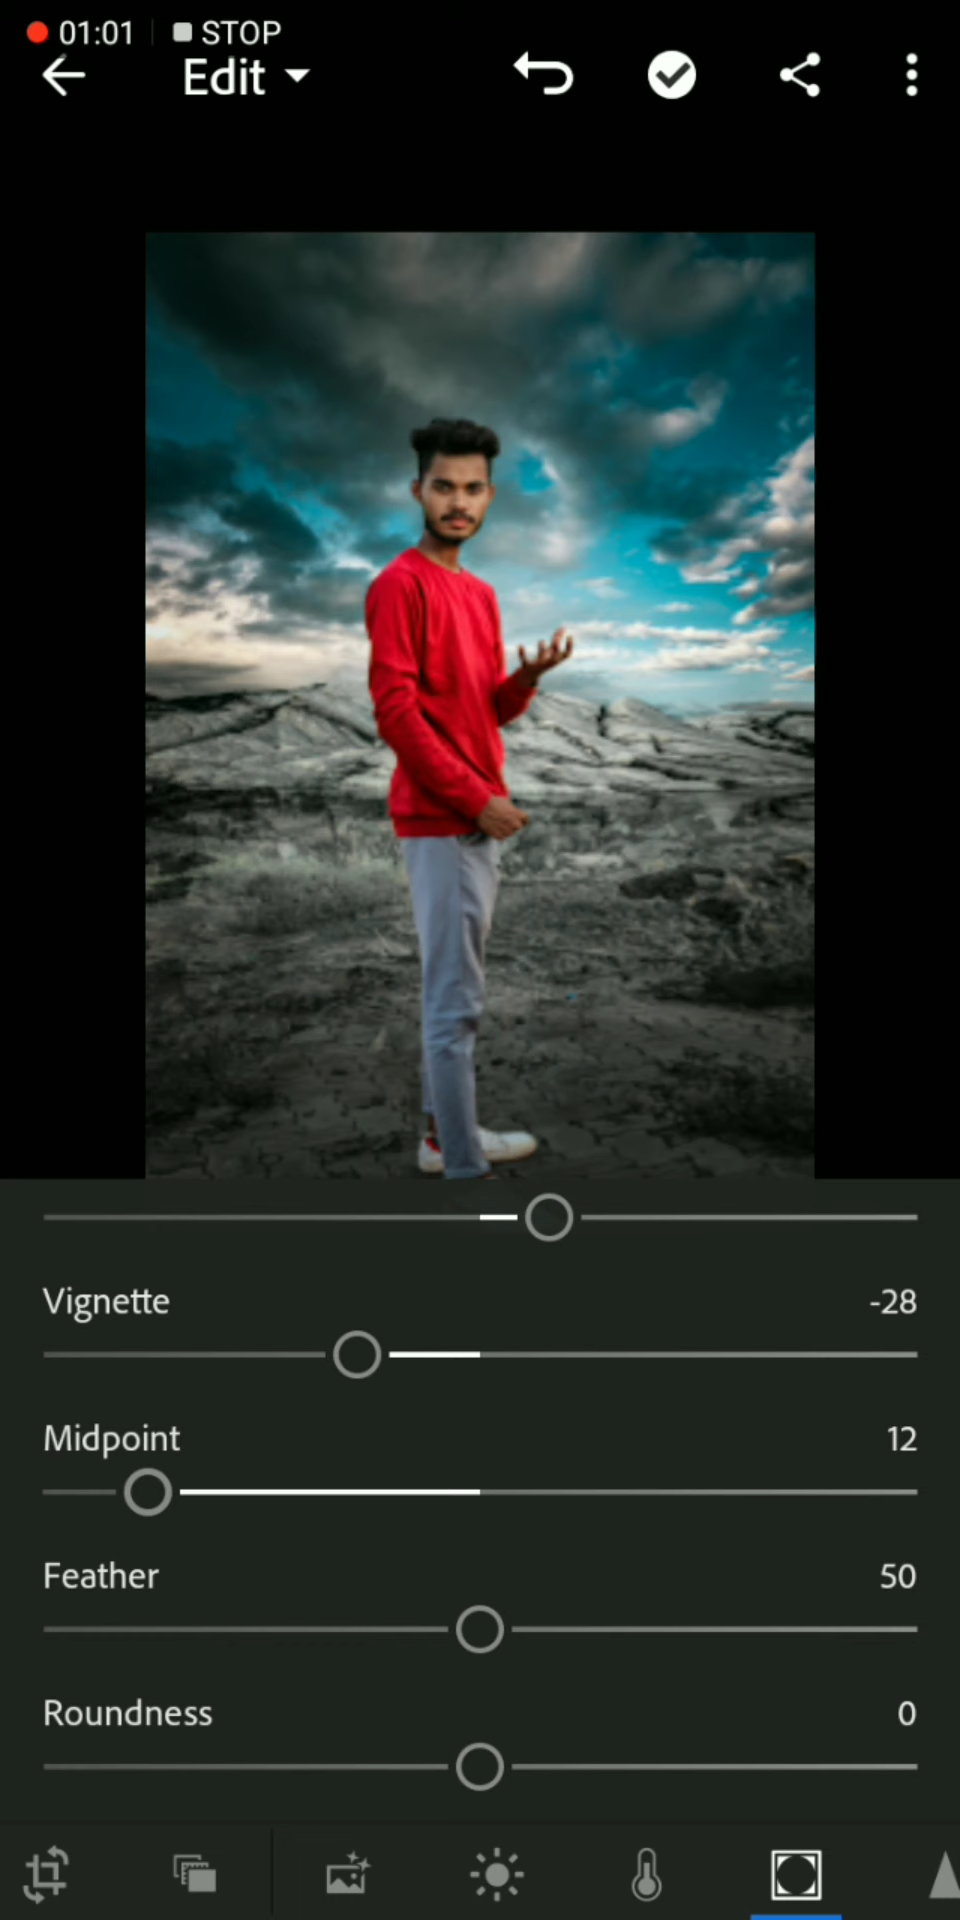 01:01 STOP
Edit
Vignette -28
Midpoint 12
Feather 50
Roundness 0